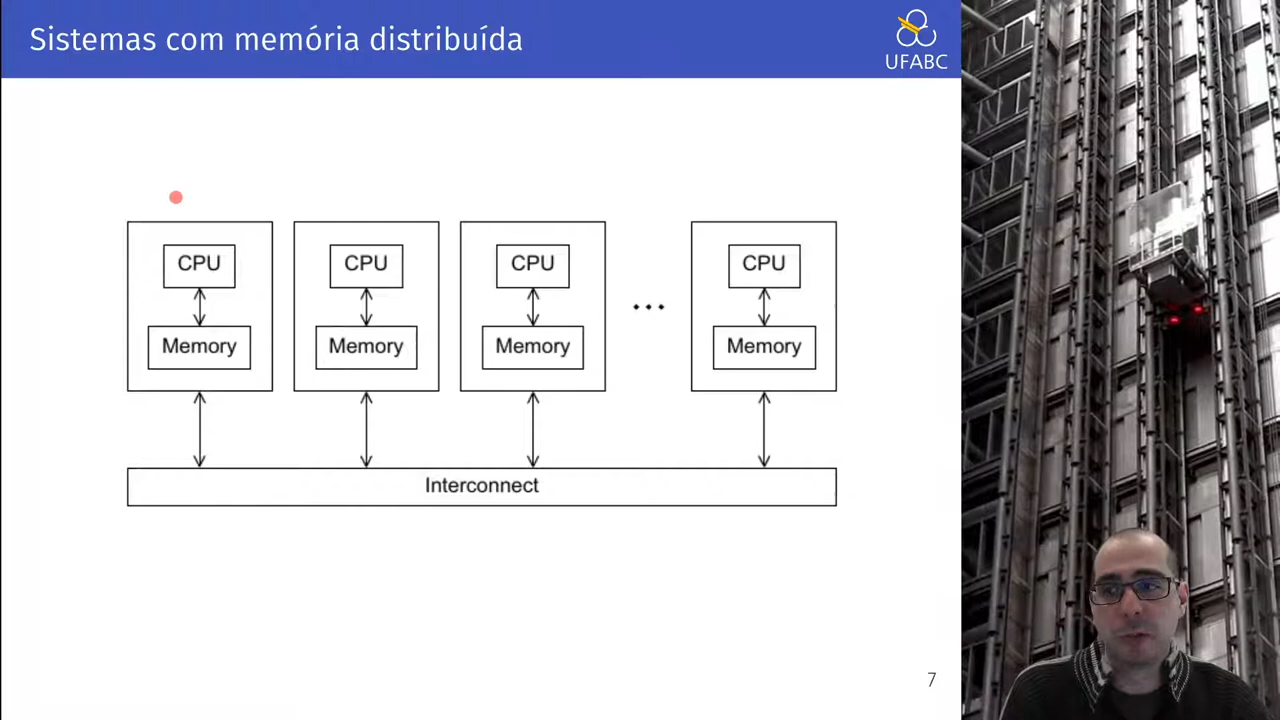 Sistemas com memória distribuída
UFABC
CPU CPU CPU CPU
Memory Memory Memory ... Memory
Interconnect
7